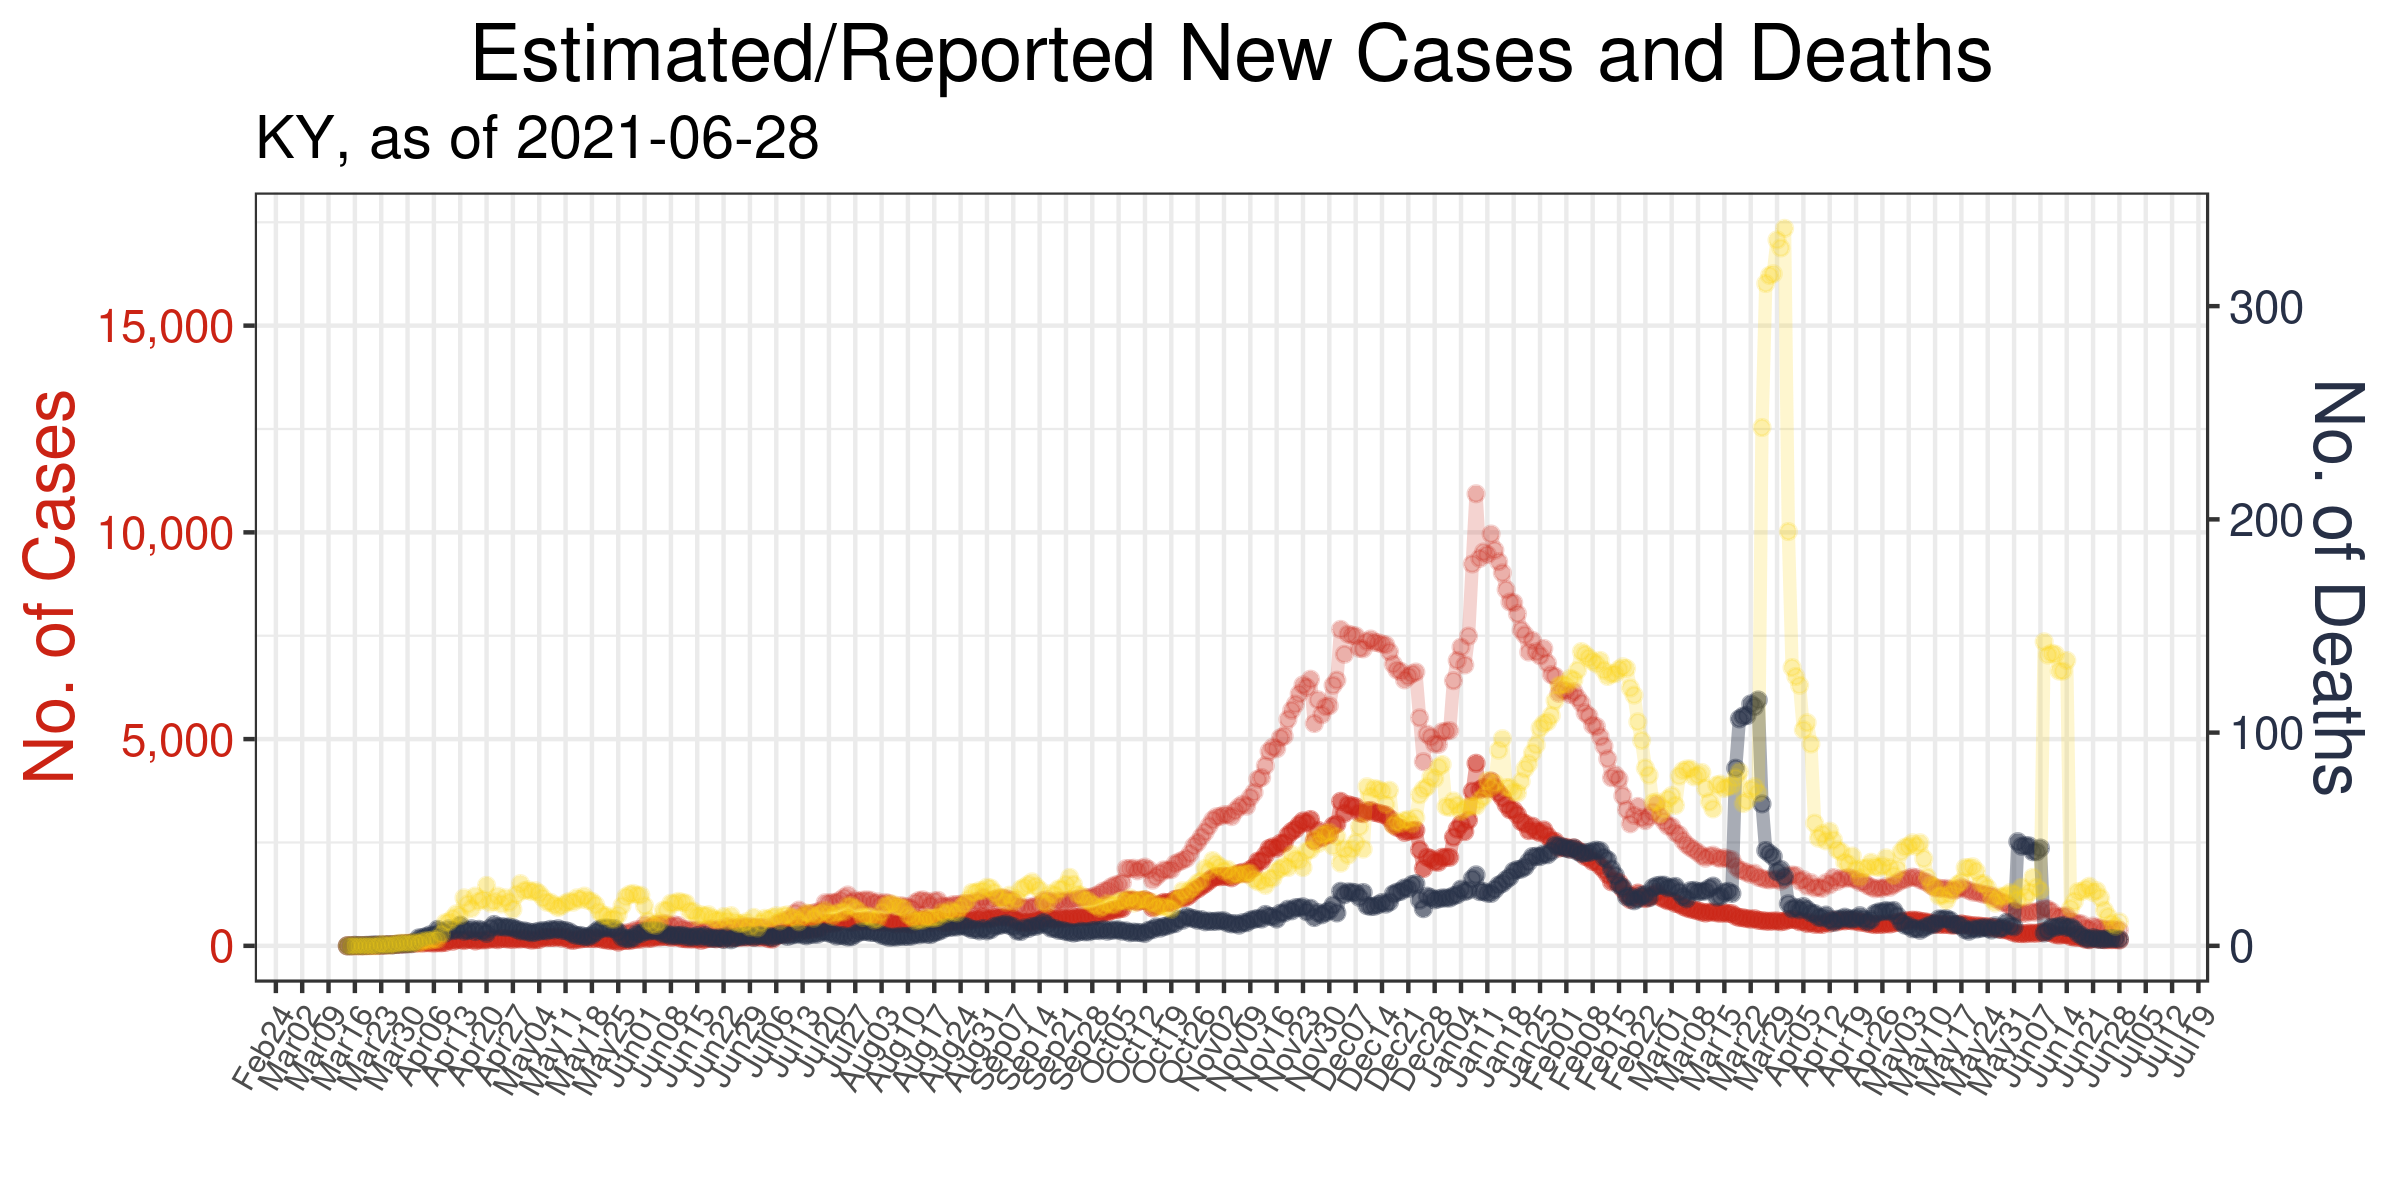 Estimated/Reported New Cases and Deaths
KY, as of 2021-06-28
No. of Cases
15,000
10,000
5,000
0
300
200
100
0
No. of Deaths
Feb24
Mar02
Mar09
Mar16
Mar23
Mar30
Apr06
Apr13
Apr20
Apr27
May04
May11
May18
May25
Jun01
Jun08
Jun15
Jun22
Jun29
Jul06
Jul13
Jul20
Jul27
Aug03
Aug10
Aug17
Aug24
Aug31
Sep07
Sep14
Sep21
Sep28
Oct05
Oct12
Oct19
Oct26
Nov02
Nov09
Nov16
Nov23
Nov30
Dec07
Dec14
Dec21
Dec28
Jan04
Jan11
Jan18
Jan25
Feb01
Feb08
Feb15
Feb22
Mar01
Mar08
Mar15
Mar22
Mar29
Apr05
Apr12
Apr19
Apr26
May03
May10
May17
May24
May31
Jun07
Jun14
Jun21
Jun28
Jul05
Jul12
Jul19